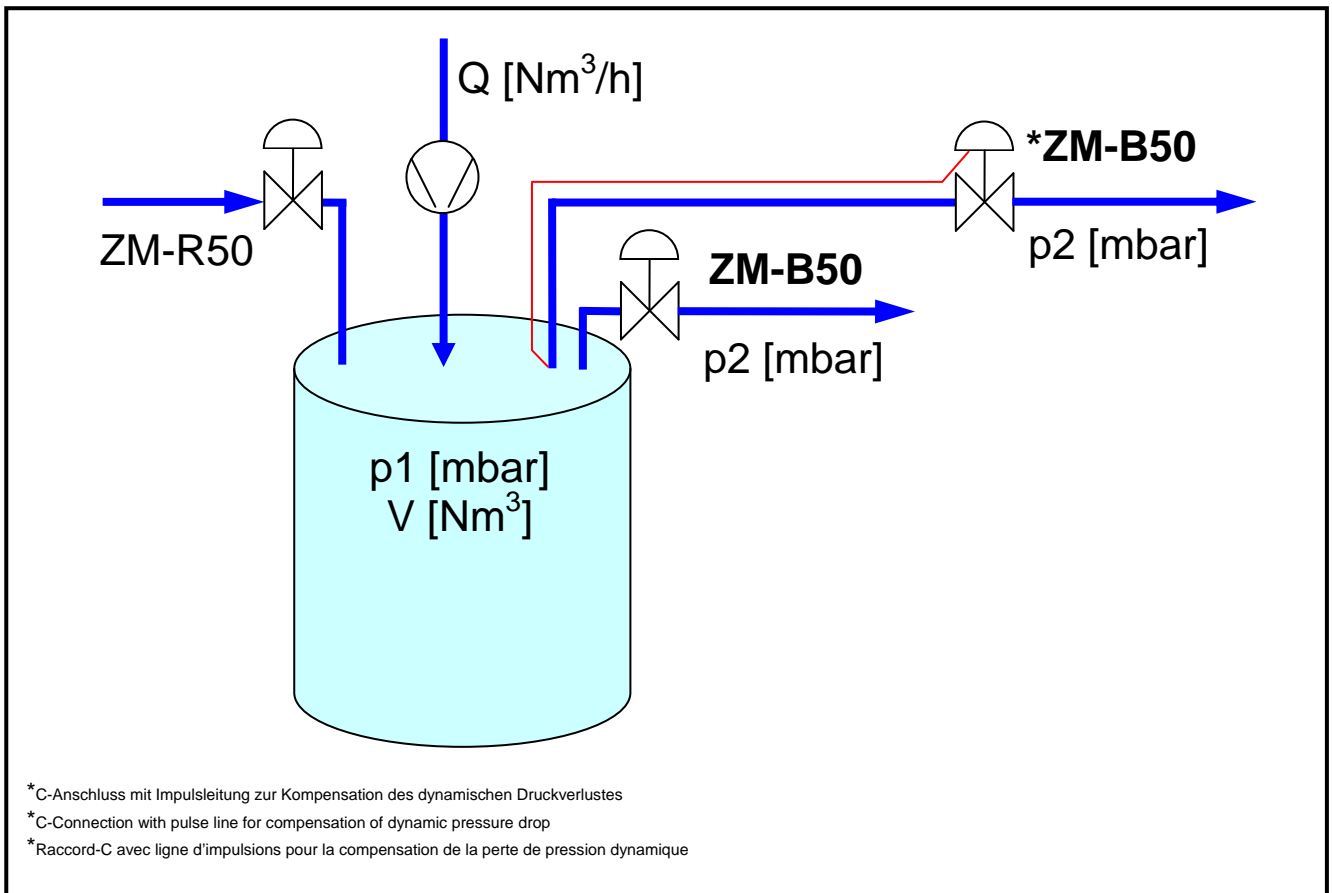 Q [Nm³/h]
*ZM-B50
ZM-R50
p2 [mbar]
ZM-B50
p2 [mbar]
p1 [mbar]
V [Nm³]
*C-Anschluss mit Impulsleitung zur Kompensation des dynamischen Druckverlustes
*C-Connection with pulse line for compensation of dynamic pressure drop
*Raccord-C avec ligne d'impulsions pour la compensation de la perte de pression dynamique